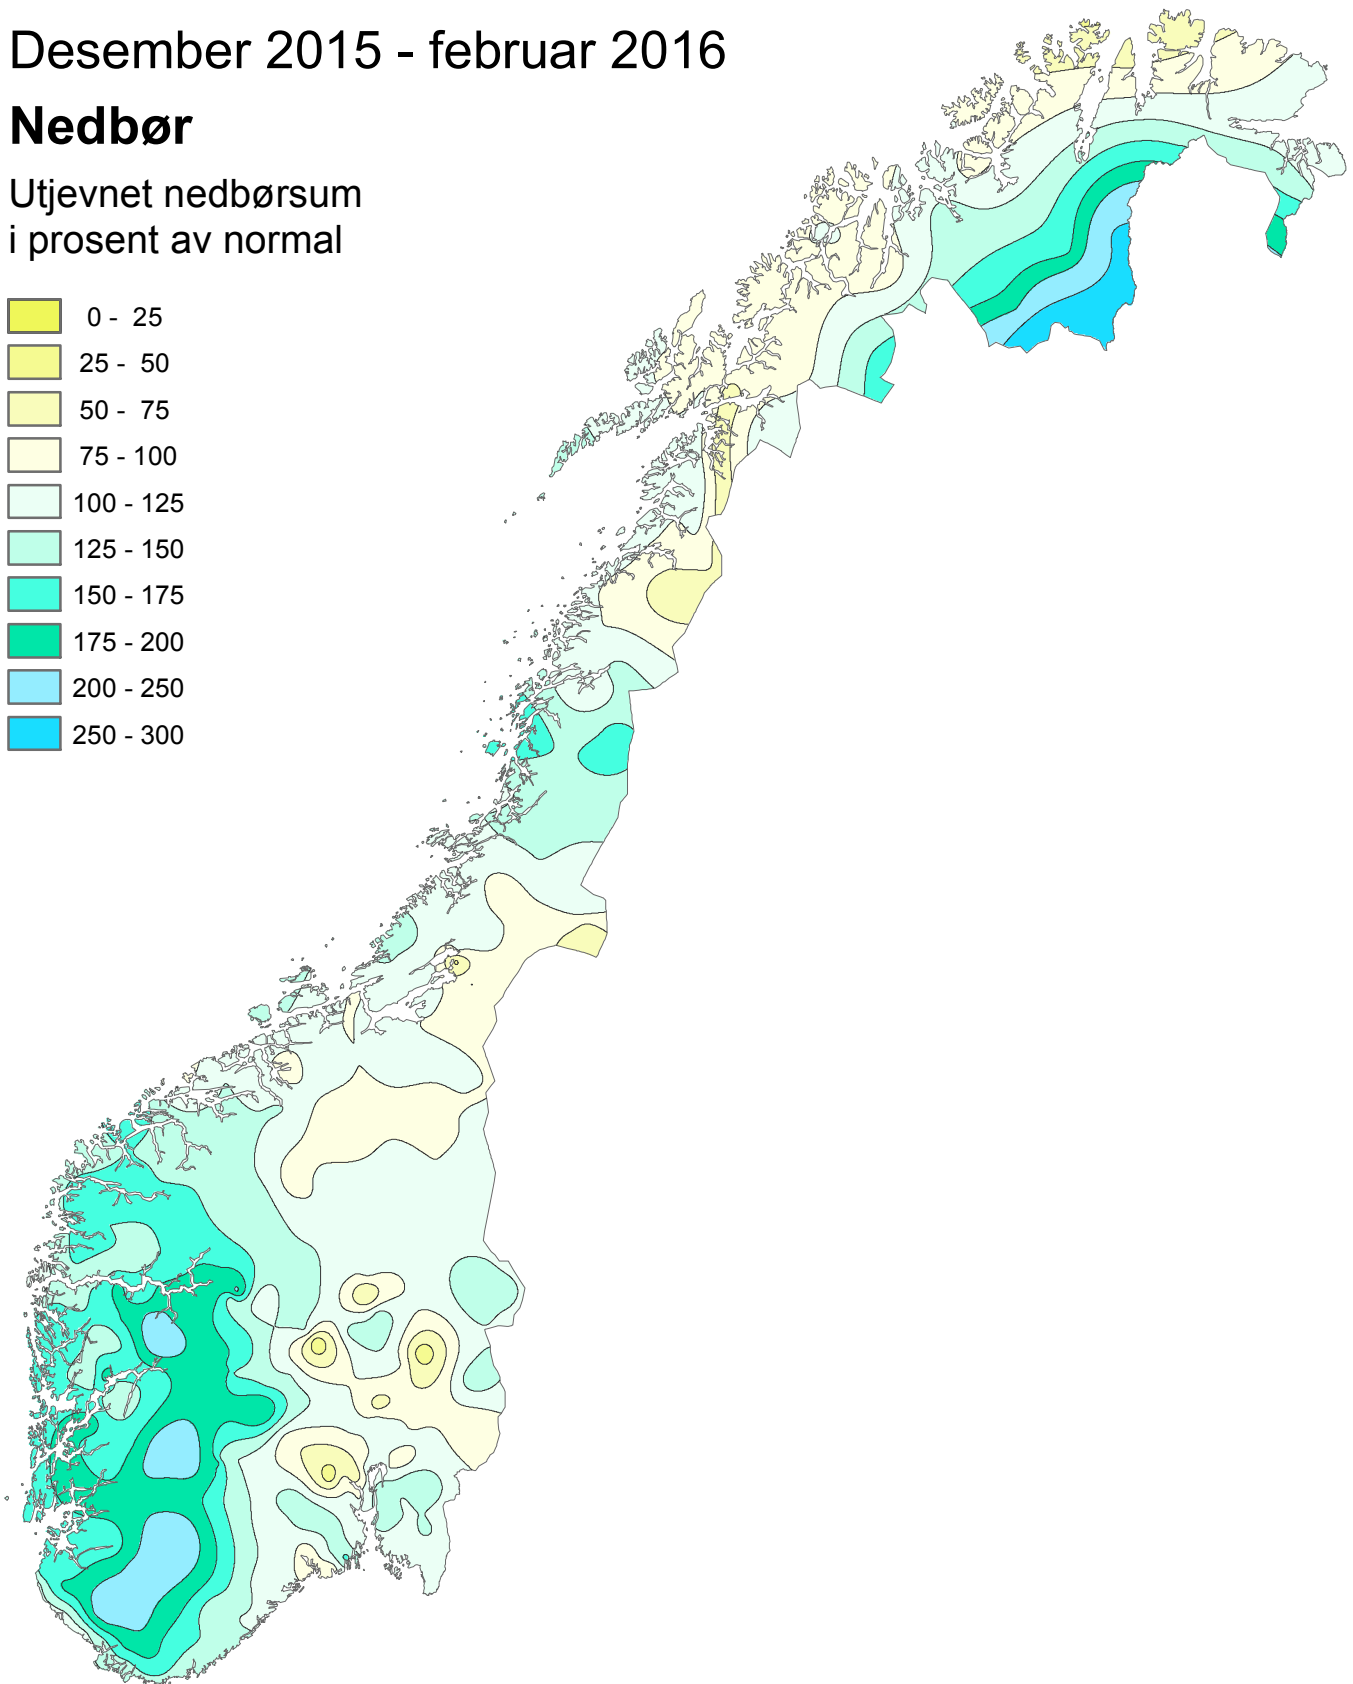 Desember 2015 - februar 2016
Nedbør
Utjevnet nedbørsum
i prosent av normal
0 - 25
25 - 50
50 - 75
75 - 100
100 - 125
125 - 150
150 - 175
175 - 200
200 - 250
250 - 300